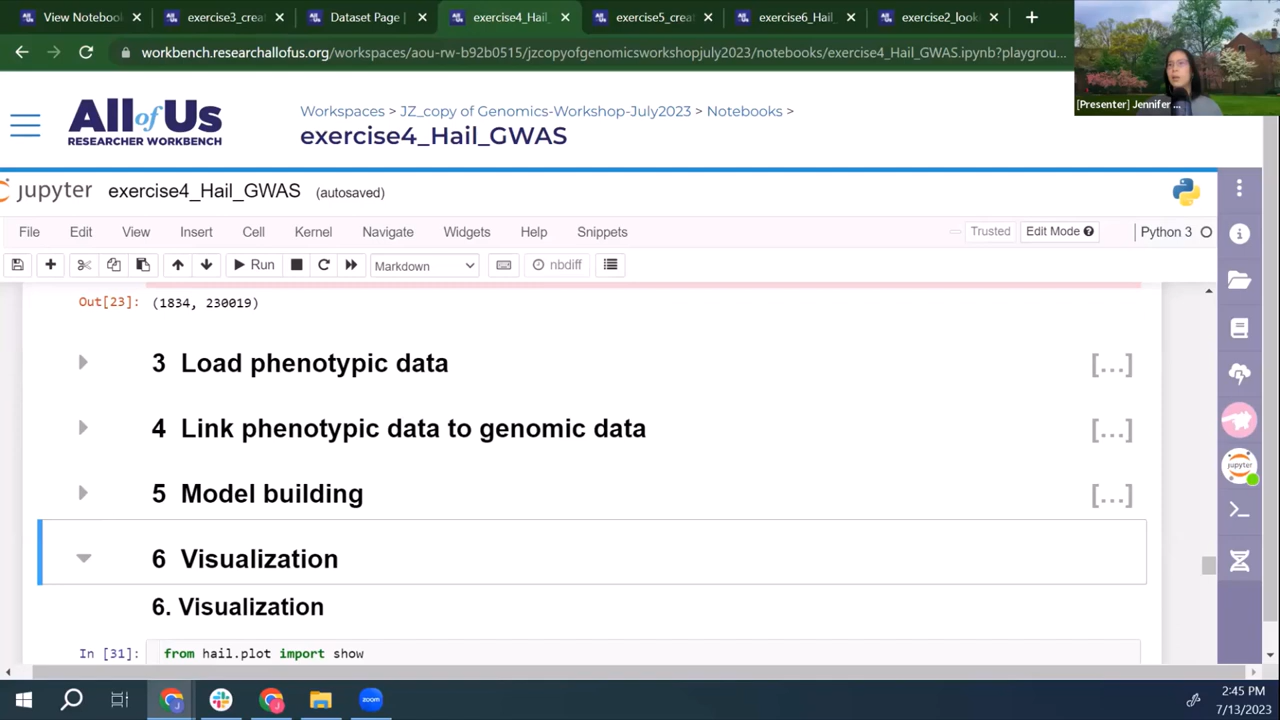 View Notebook
exercise3_crea
Dataset Page |
exercise4_Hail_
exercise5_crea
exercise6_Hail_
exercise2_look
workbench.researchallofus.org/workspaces/aou-rw-b92b0515/jzcopyofgenomicsworkshopjuly2023/notebooks/exercise4_Hail_GWAS.ipynb?playgrou...
[Presenter] Jennifer ...
All of Us
RESEARCHER WORKBENCH
Workspaces > JZ_copy of Genomics-Workshop-July2023 > Notebooks >
exercise4_Hail_GWAS
jupyter exercise4_Hail_GWAS (autosaved)
File Edit View Insert Cell Kernel Navigate Widgets Help Snippets
Trusted Edit Mode Python 3
Run Markdown nbdiff
Out[23]: (1834, 230019)
3 Load phenotypic data [...]
4 Link phenotypic data to genomic data [...]
5 Model building [...]
6 Visualization
6. Visualization
In [31]: from hail.plot import show
jupyter
zoom
2:45 PM
7/13/2023